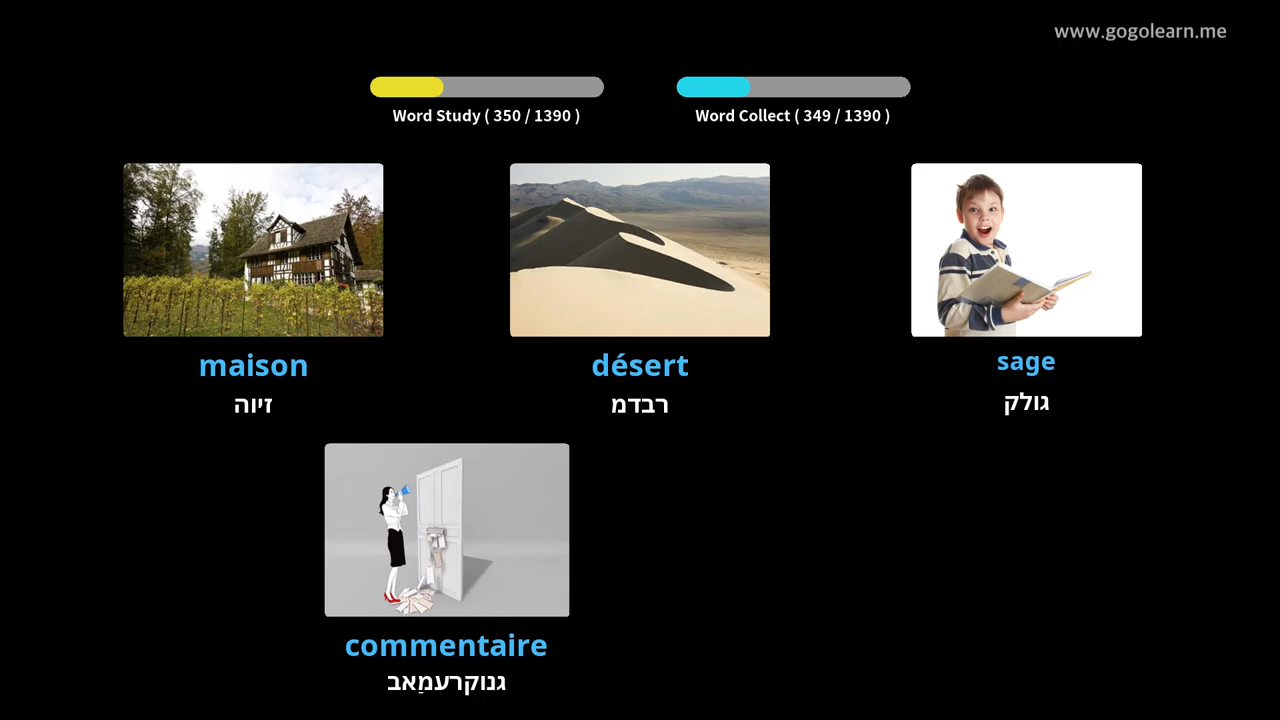 www.gogolearn.me
Word Study ( 350 / 1390 )
Word Collect ( 349 / 1390 )
maison
זיוה
désert
רבדמ
sage
גולק
commentaire
גנוקרעמַאב